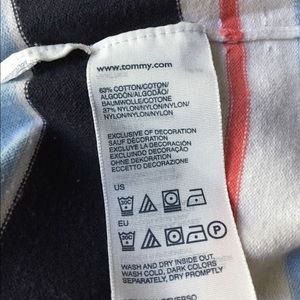 www.tommy.com
63% COTTON/COTON/
ALGODÓN/ALGODÃO/
BAUMWOLLE/COTONE
37% NYLON/NYLON/NYLON/
NYLON/NYLON/NYLON
EXCLUSIVE OF DECORATION
SAUF DÉCORATION
EXCLUYE LA DECORACIÓN
EXCLUINDO DECORAÇÃO
OHNE DEKORATION
ECCETTO DECORAZIONE
US
EU
P
WASH AND DRY INSIDE OUT.
WASH COLD, DARK COLORS
SEPARATELY, DRY PROMPTLY